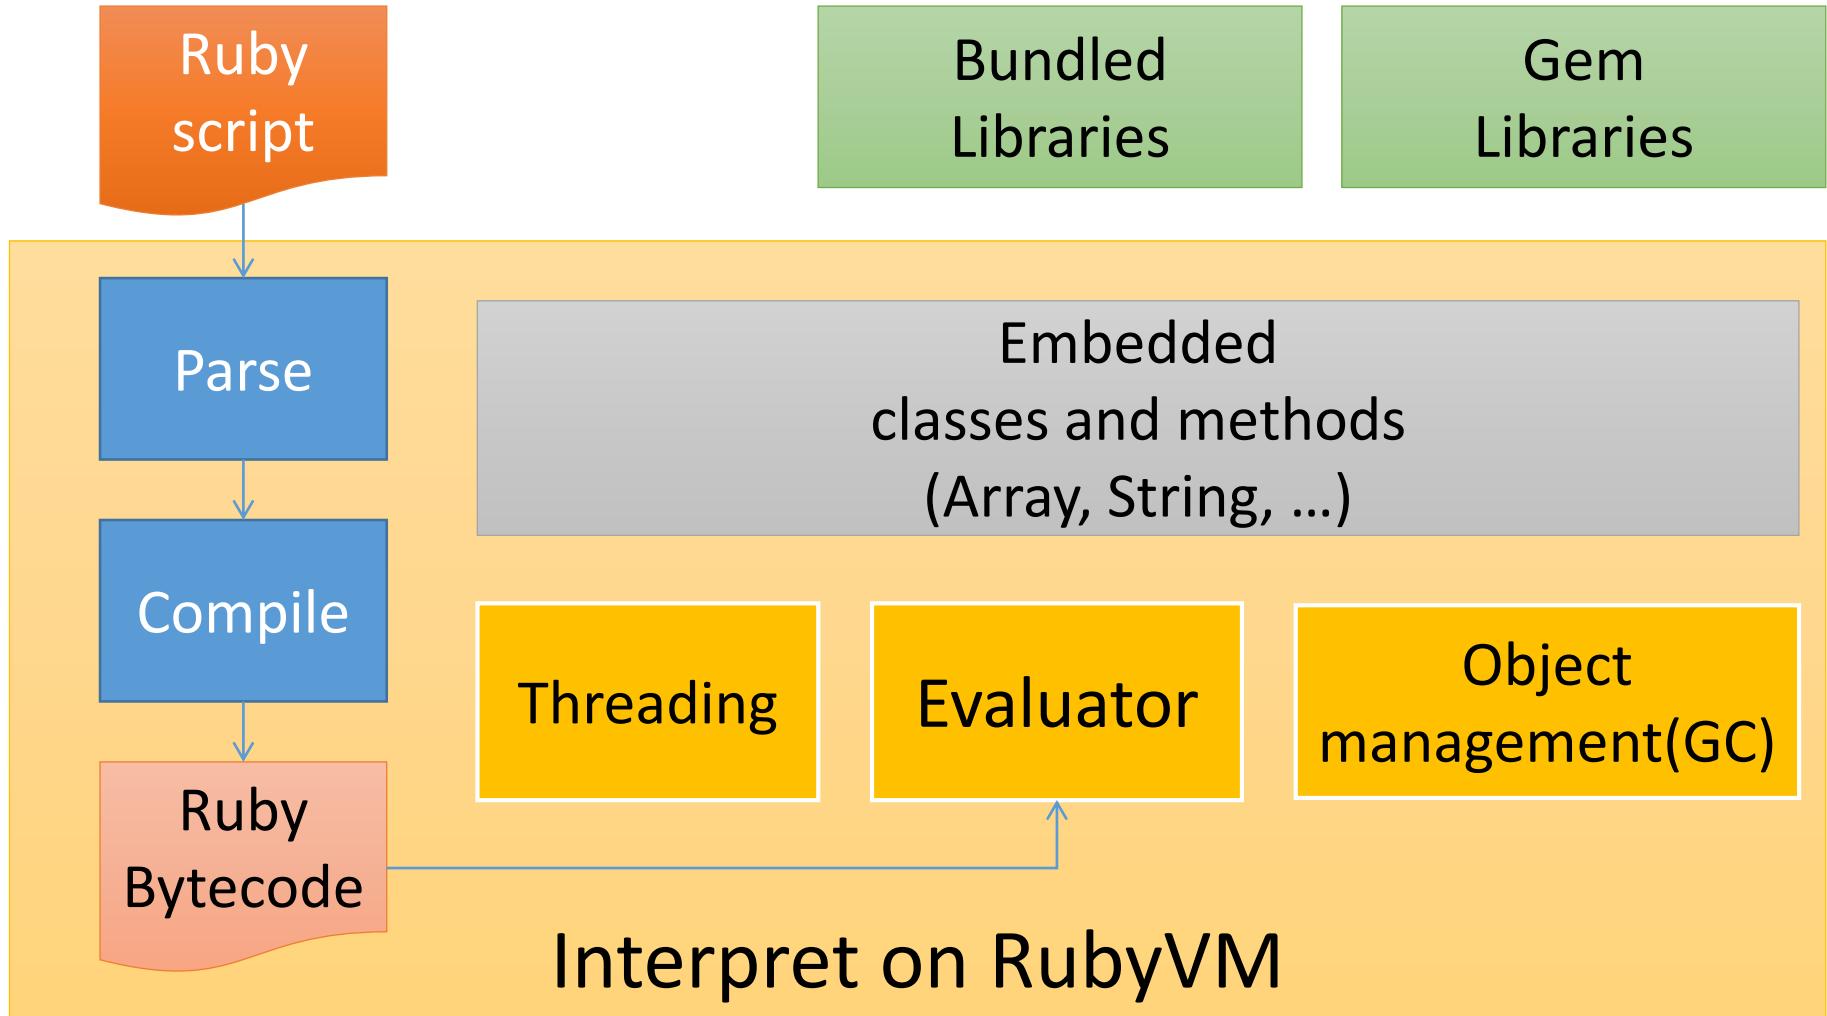 Ruby
script
Bundled
Libraries
Gem
Libraries
Parse
Embedded
classes and methods
(Array, String, …)
Compile
Threading
Evaluator
Object
management(GC)
Ruby
Bytecode
Interpret on RubyVM